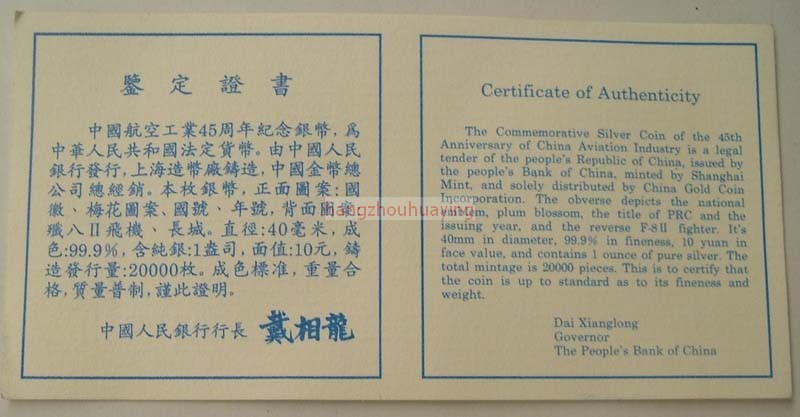 鑒定證書
中國航空工業45周年紀念銀幣，爲
中華人民共和國法定貨幣。由中國人民
銀行發行，上海造幣廠鑄造，中國金幣總
公司總經銷。本枚銀幣，正面圖案：國
徽、梅花圖案、國號、年號，背面圖案：
殲八II飛機、長城。直徑：40毫米，成
色：99.9%，含純銀：1盎司，面值：10元，鑄
造發行量：20000枚。成色標准，重量合
格，質量普制，謹此證明。
中國人民銀行行長 戴相龍
Certificate of Authenticity
The Commemorative Silver Coin of the 45th
Anniversary of China Aviation Industry is a legal
tender of the people's Republic of China, issued by
the people's Bank of China, minted by Shanghai
Mint, and solely distributed by China Gold Coin
Incorporation. The obverse depicts the national
emblem, plum blossom, the title of PRC and the
issuing year, and the reverse F-8II fighter. It's
40mm in diameter, 99.9% in fineness, 10 yuan in
face value, and contains 1 ounce of pure silver. The
total mintage is 20000 pieces. This is to certify that
the coin is up to standard as to its fineness and
weight.
Dai Xianglong
Governor
The People's Bank of China
hangzhouhuaying